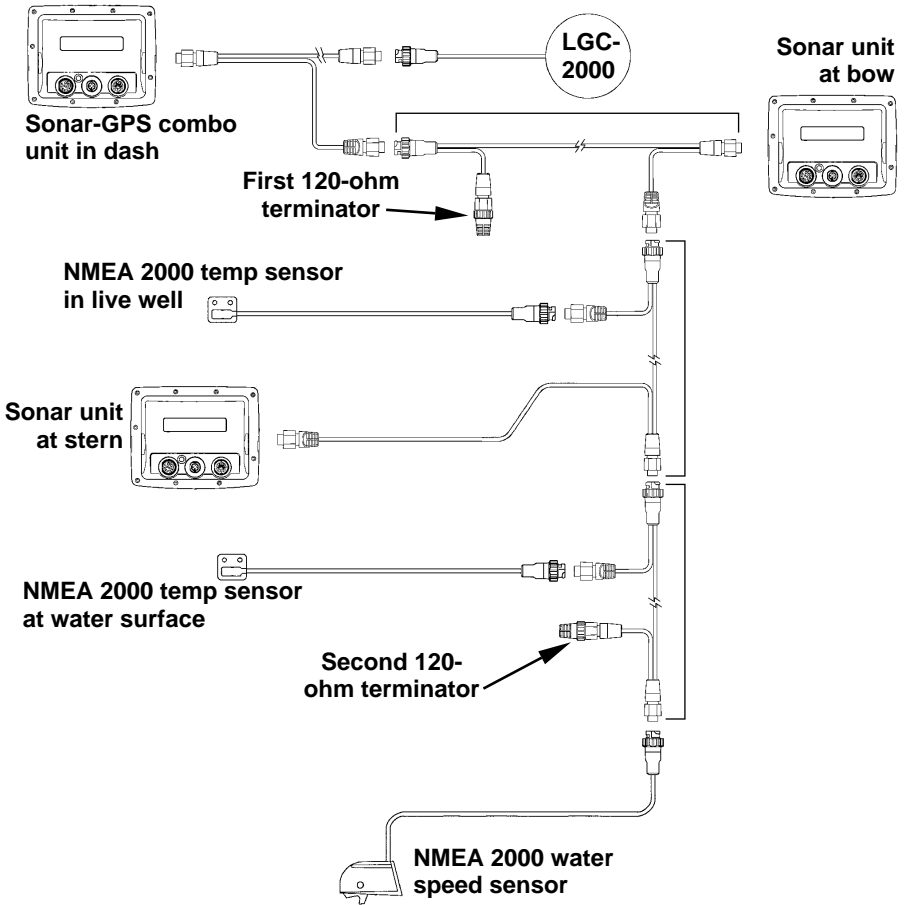 LGC-
2000
Sonar unit
at bow
Sonar-GPS combo
unit in dash
First 120-ohm
terminator
NMEA 2000 temp sensor
in live well
Sonar unit
at stern
NMEA 2000 temp sensor
at water surface
Second 120-
ohm terminator
NMEA 2000 water
speed sensor